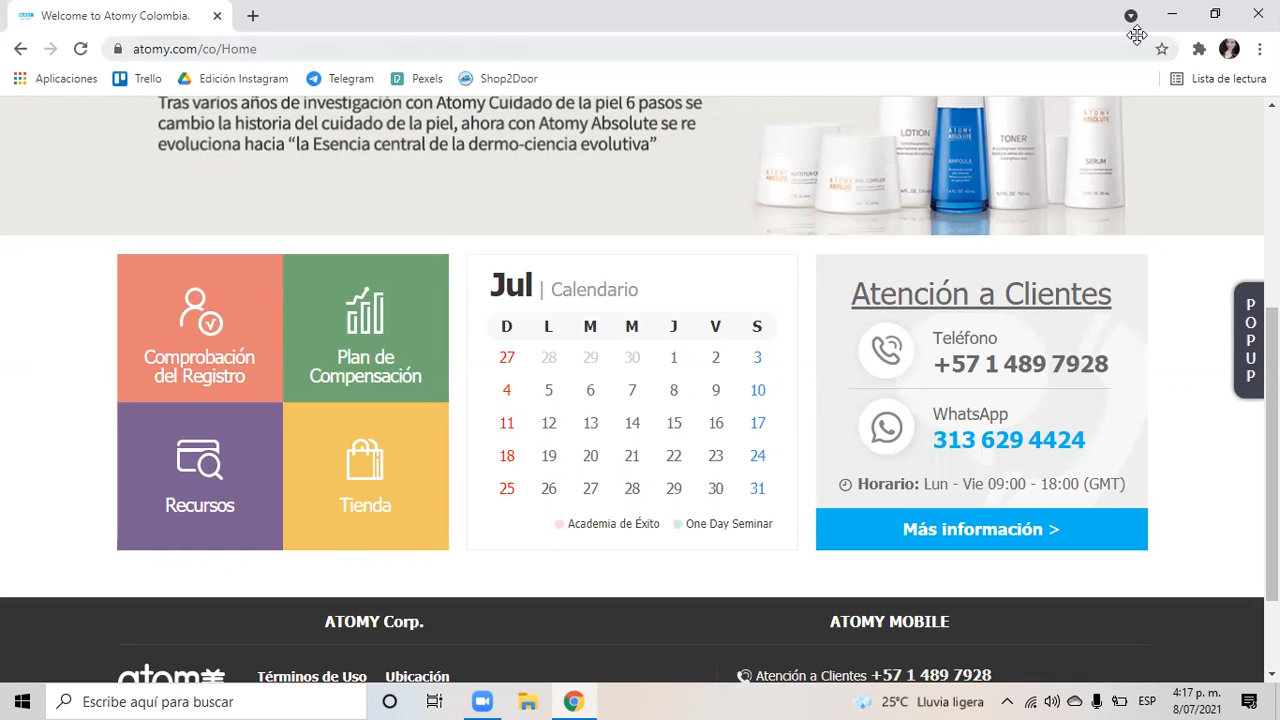 Welcome to Atomy Colombia.
atomy.com/co/Home
Aplicaciones Trello Edición Instagram Telegram Pexels Shop2Door Lista de lectura
Tras varios años de investigación con Atomy Cuidado de la piel 6 pasos se
cambio la historia del cuidado de la piel, ahora con Atomy Absolute se re
evoluciona hacia “la Esencia central de la dermo-ciencia evolutiva”
LOTION
ATOMY
ABSOLUTE
AMPOULE
TONER
SERUM
ATOMY
ABSOLUTE
ATOMY
ABSOLUTE
Comprobación
del Registro
Plan de
Compensación
Recursos
Tienda
Jul | Calendario
D L M M J V S
27 28 29 30 1 2 3
4 5 6 7 8 9 10
11 12 13 14 15 16 17
18 19 20 21 22 23 24
25 26 27 28 29 30 31
Academia de Éxito One Day Seminar
Atención a Clientes
Teléfono
+57 1 489 7928
WhatsApp
313 629 4424
Horario: Lun - Vie 09:00 - 18:00 (GMT)
Más información >
POPUP
ATOMY Corp.
ATOMY MOBILE
atom美
Términos de Uso Ubicación
Atención a Clientes +57 1 489 7928
Escribe aquí para buscar
25°C Lluvia ligera
ESP
4:17 p. m.
8/07/2021